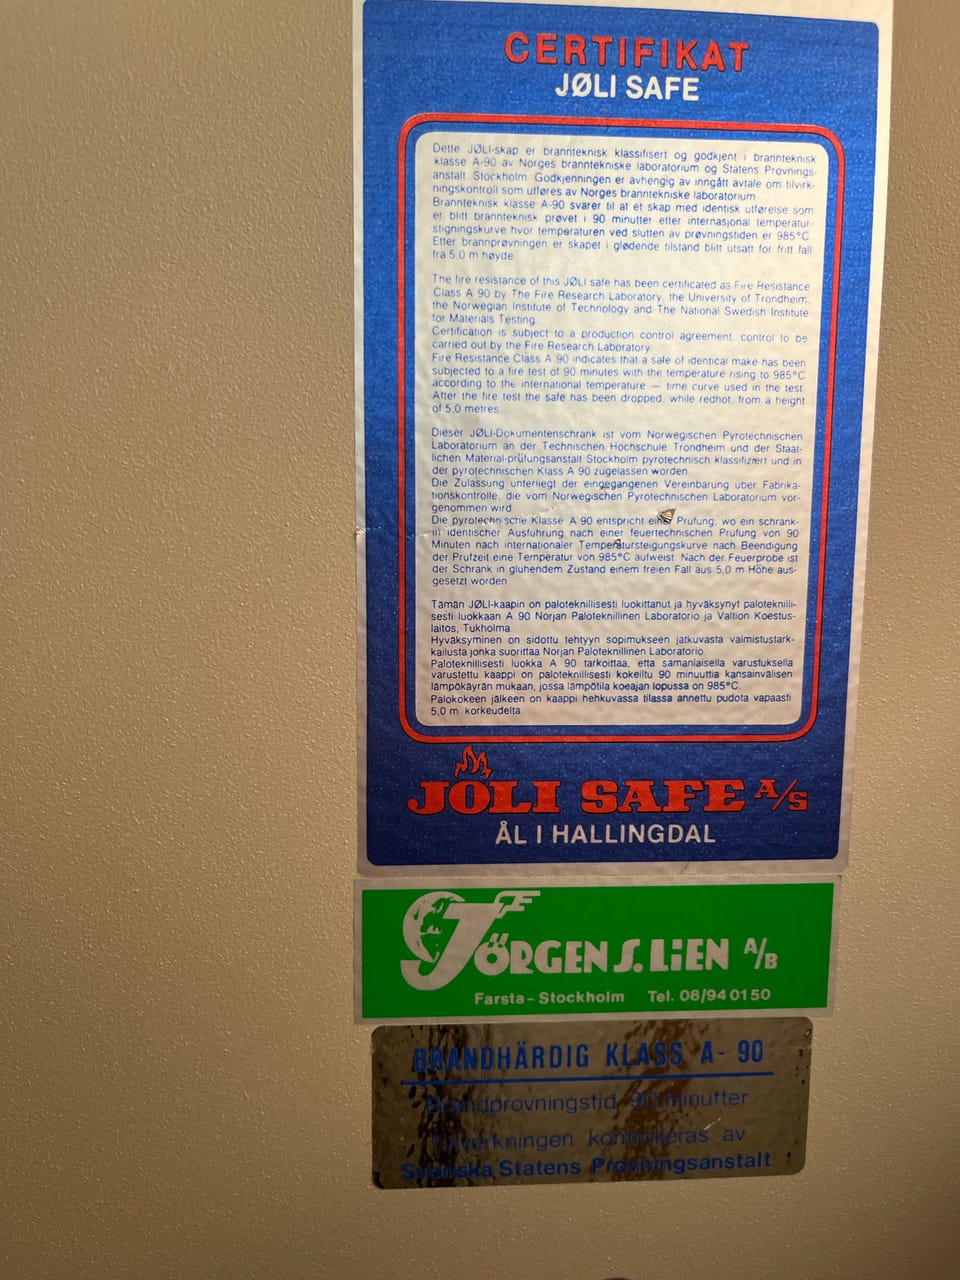 CERTIFIKAT
JØLI SAFE
Dette JØLI-skap er brannteknisk klassifisert og godkjent i brannteknisk
klasse A-90 av Norges branntekniske laboratorium og Statens Provnings-
anstalt, Stockholm. Godkjenningen er avhengig av inngått avtale om tilvirk-
ningskontroll som utføres av Norges branntekniske laboratorium.
Brannteknisk klasse A-90 svarer til at et skap med identisk utførelse som
er blitt brannteknisk prøvet i 90 minutter etter internasjonal temperatur-
stigningskurve hvor temperaturen ved slutten av prøvningstiden er 985°C.
Etter brannprøvningen er skapet i glødende tilstand blitt utsatt for fritt fall
fra 5,0 m høyde.
The fire resistance of this JØLI safe has been certificated as Fire Resistance
Class A 90 by The Fire Research Laboratory, the University of Trondheim,
the Norwegian Institute of Technology and The National Swedish Institute
for Materials Testing.
Certification is subject to a production control agreement, control to be
carried out by the Fire Research Laboratory.
Fire Resistance Class A 90 indicates that a safe of identical make has been
subjected to a fire test of 90 minutes with the temperature rising to 985°C
according to the international temperature — time curve used in the test.
After the fire test the safe has been dropped, while redhot, from a height
of 5,0 metres.
Dieser JØLI-Dokumentenschrank ist vom Norwegischen Pyrotechnischen
Laboratorium an der Technischen Hochschule Trondheim und der Staat-
lichen Material-prüfungsanstalt Stockholm pyrotechnisch klassifiziert und in
der pyrotechnischen Klass A 90 zugelassen worden.
Die Zulassung unterliegt der eingegangenen Vereinbarung uber Fabrika-
tionskontrolle, die vom Norwegischen Pyrotechnischen Laboratorium vor-
genommen wird.
Die pyrotechnische Klasse A 90 entspricht einer Prufung, wo ein schrank-
in identischer Ausfuhrung nach einer feuertechnischen Prufung von 90
Minuten nach internationaler Temperatursteigungskurve nach Beendigung
der Prufzeit eine Temperatur von 985°C aufweist. Nach der Feuerprobe ist
der Schrank in gluhendem Zustand einem freien Fall aus 5,0 m Höhe aus-
gesetzt worden.
Tämän JØLI-kaapin on paloteknillisesti luokittanut ja hyväksynyt paloteknilli-
sesti luokkaan A 90 Norjan Paloteknillinen Laboratorio ja Valtion Koestus-
laitos, Tukholma.
Hyväksyminen on sidottu tehtyyn sopimukseen jatkuvasta valmistustark-
kailusta jonka suorittaa Norjan Paloteknillinen Laboratorio.
Paloteknillisesti luokka A 90 tarkoittaa, etta samanlaisella varustuksella
varustettu kaappi on paloteknillisesti kokeiltu 90 minuuttia kansainvälisen
lämpökäyrän mukaan, jossa lämpötila koeajan lopussa on 985°C.
Palokokeen jälkeen on kaappi hehkuvassa tilassa annettu pudota vapaasti
5,0 m. korkeudelta.
JØLI SAFE A/S
ÅL I HALLINGDAL
JÖRGEN S. LIEN A/B
Farsta - Stockholm Tel. 08/94 01 50
BRANDHÄRDIG KLASS A- 90
Brandprovningstid 90 minutter
Tillverkningen kontrolleras av
Svenska Statens Provningsanstalt